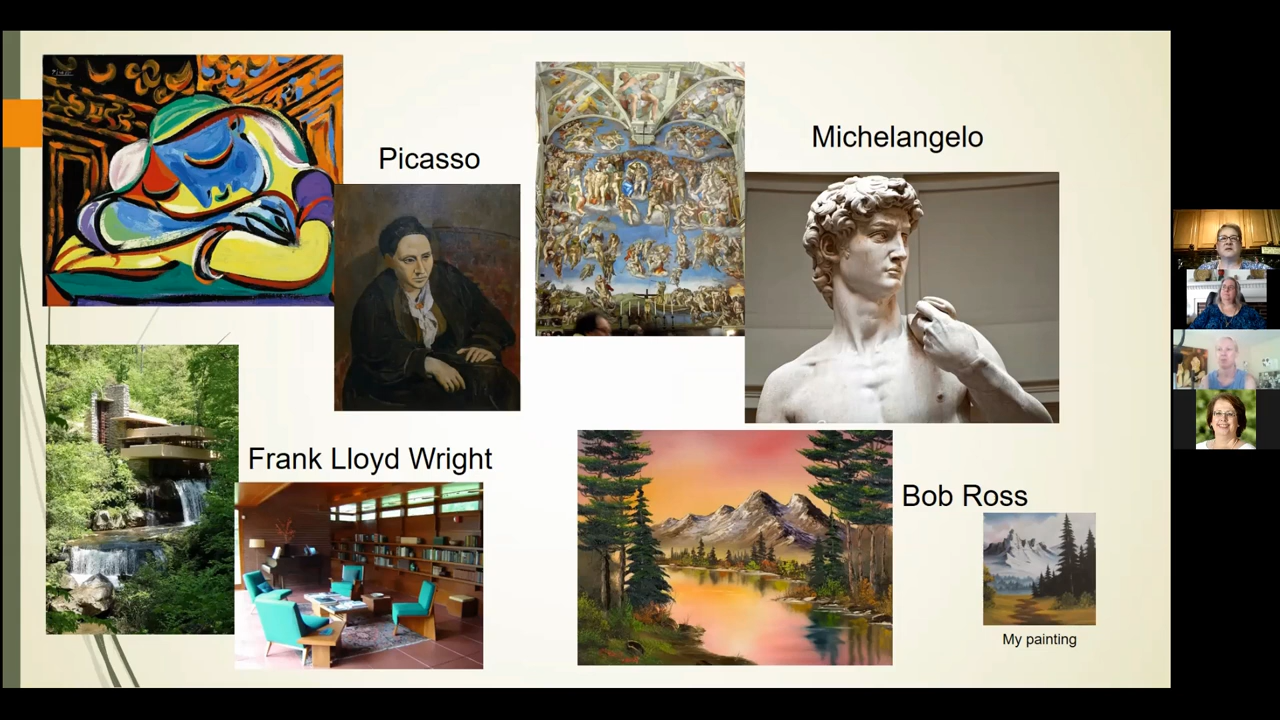 Picasso
Michelangelo
Frank Lloyd Wright
Bob Ross
My painting